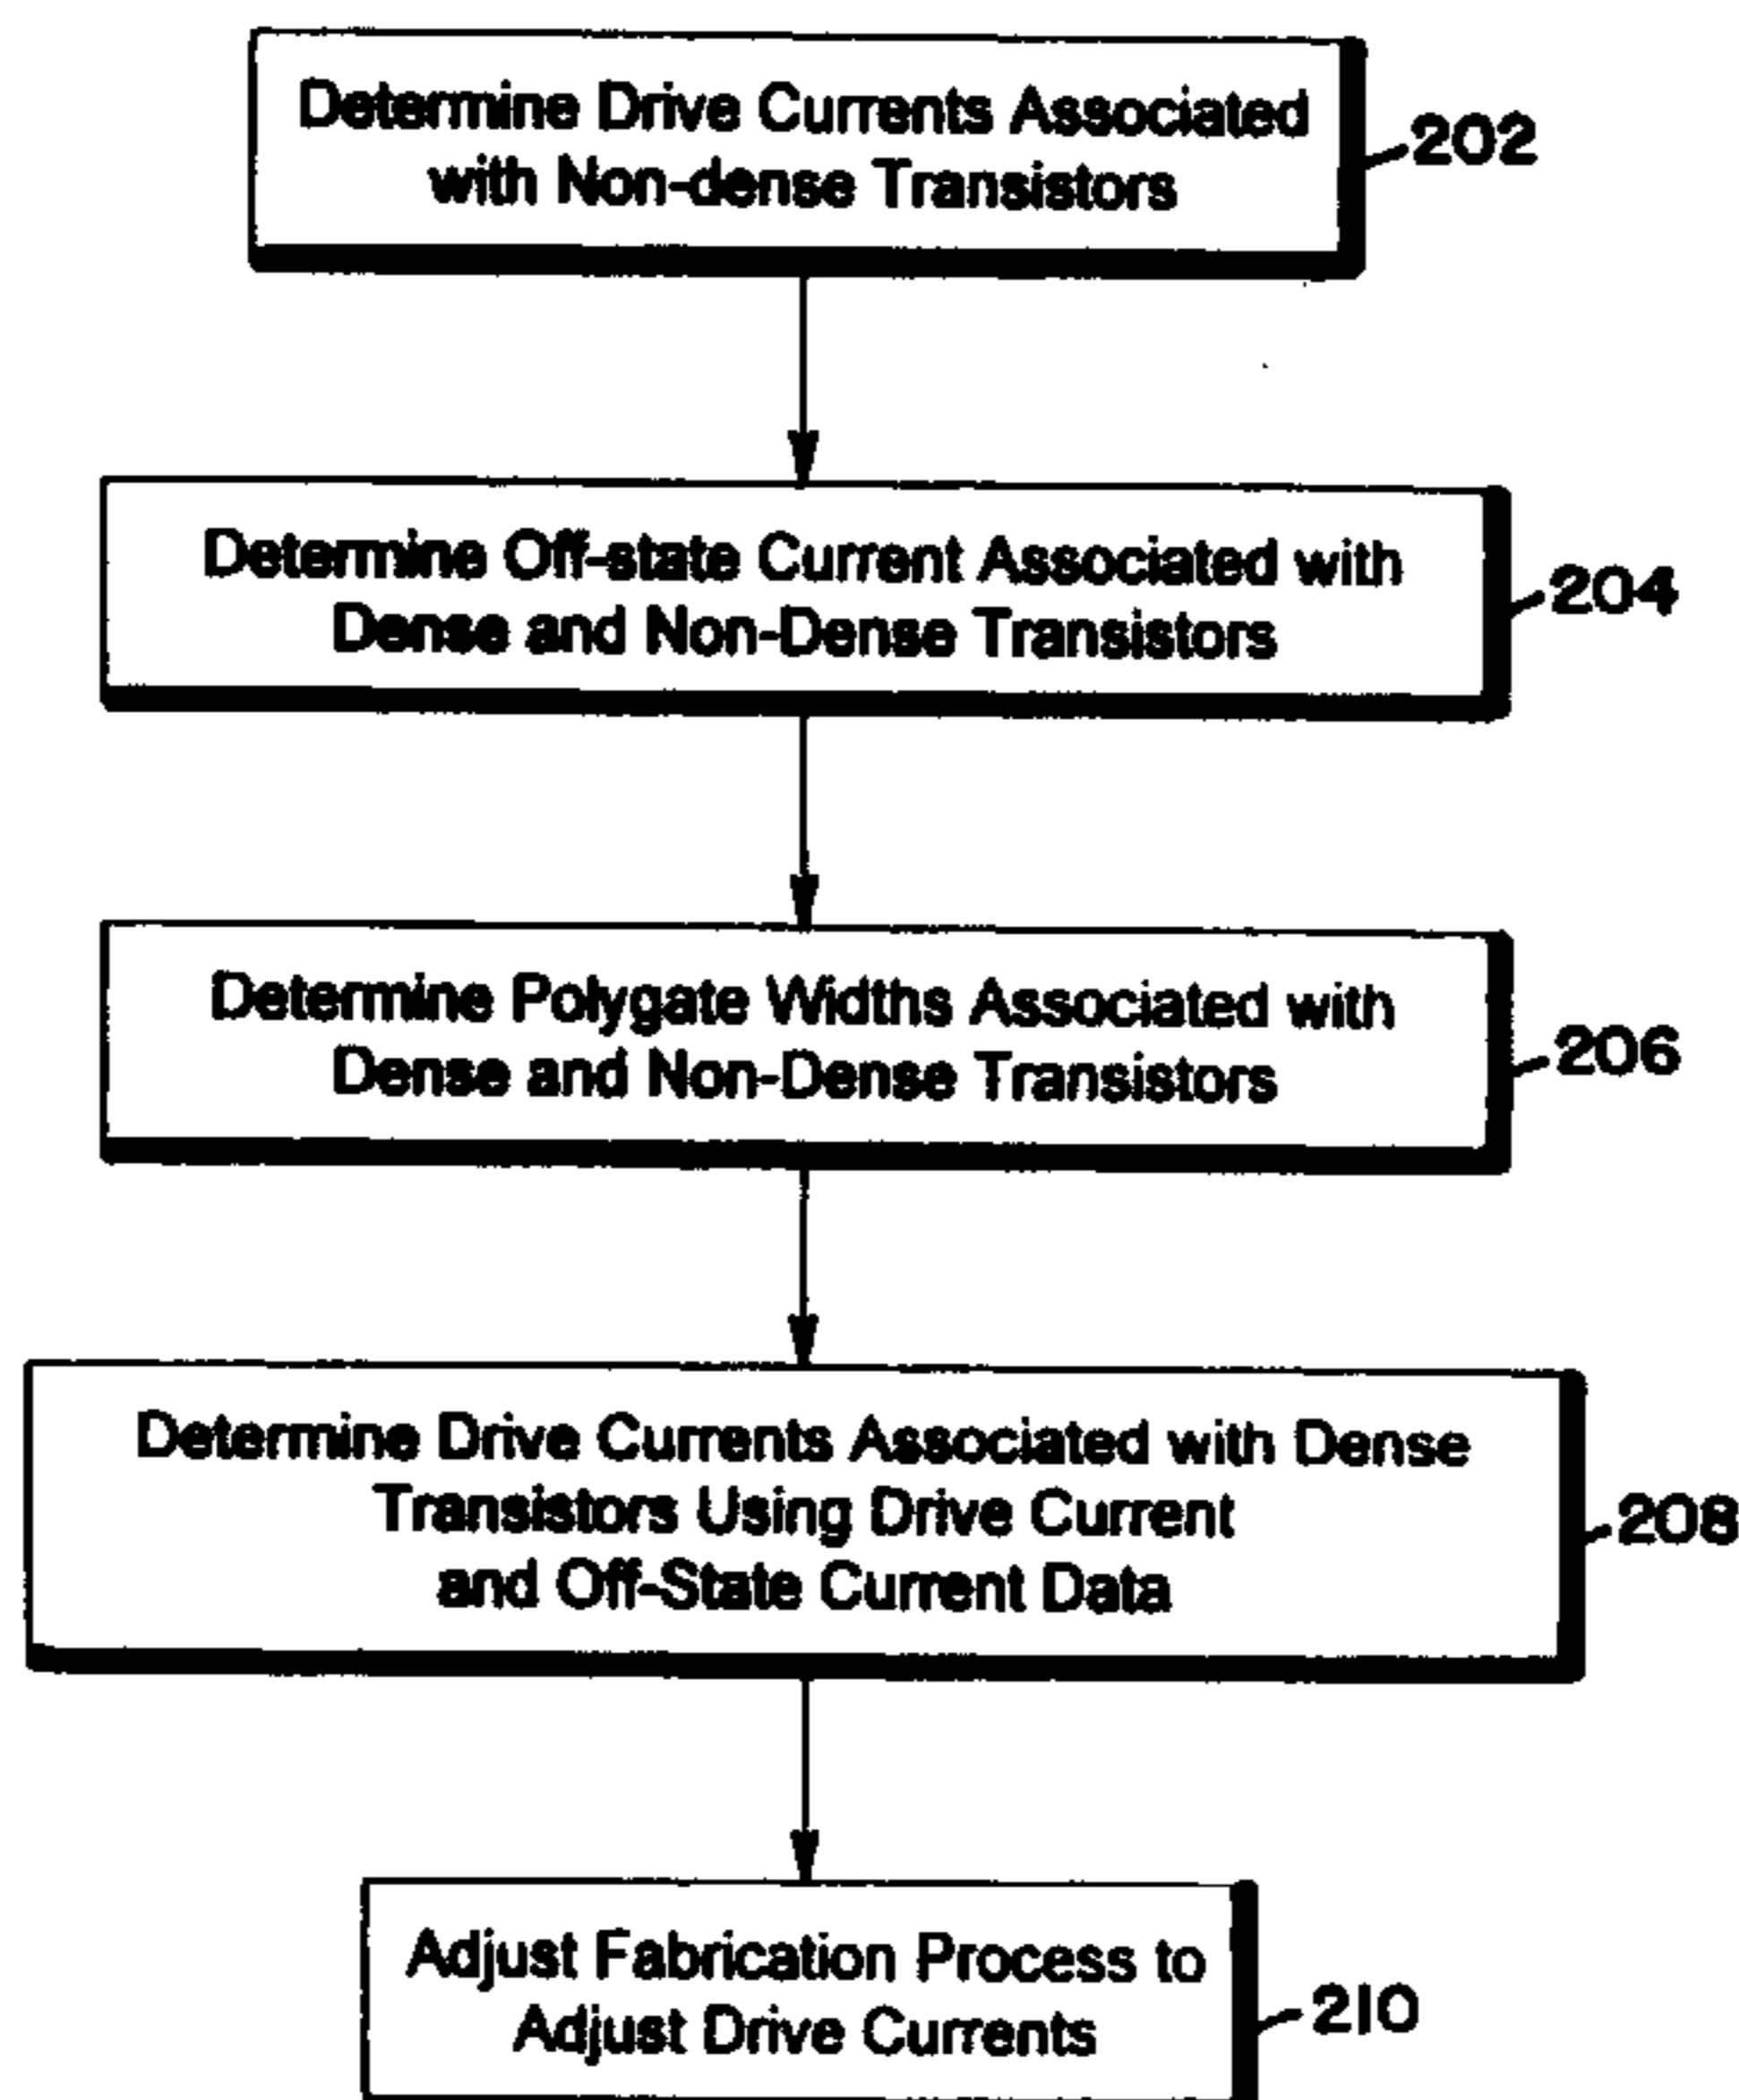 Determine Drive Currents Associated
with Non-dense Transistors
202
Determine Off-state Current Associated with
Dense and Non-Dense Transistors
204
Determine Polygate Widths Associated with
Dense and Non-Dense Transistors
206
Determine Drive Currents Associated with Dense
Transistors Using Drive Current
and Off-State Current Data
208
Adjust Fabrication Process to
Adjust Drive Currents
210